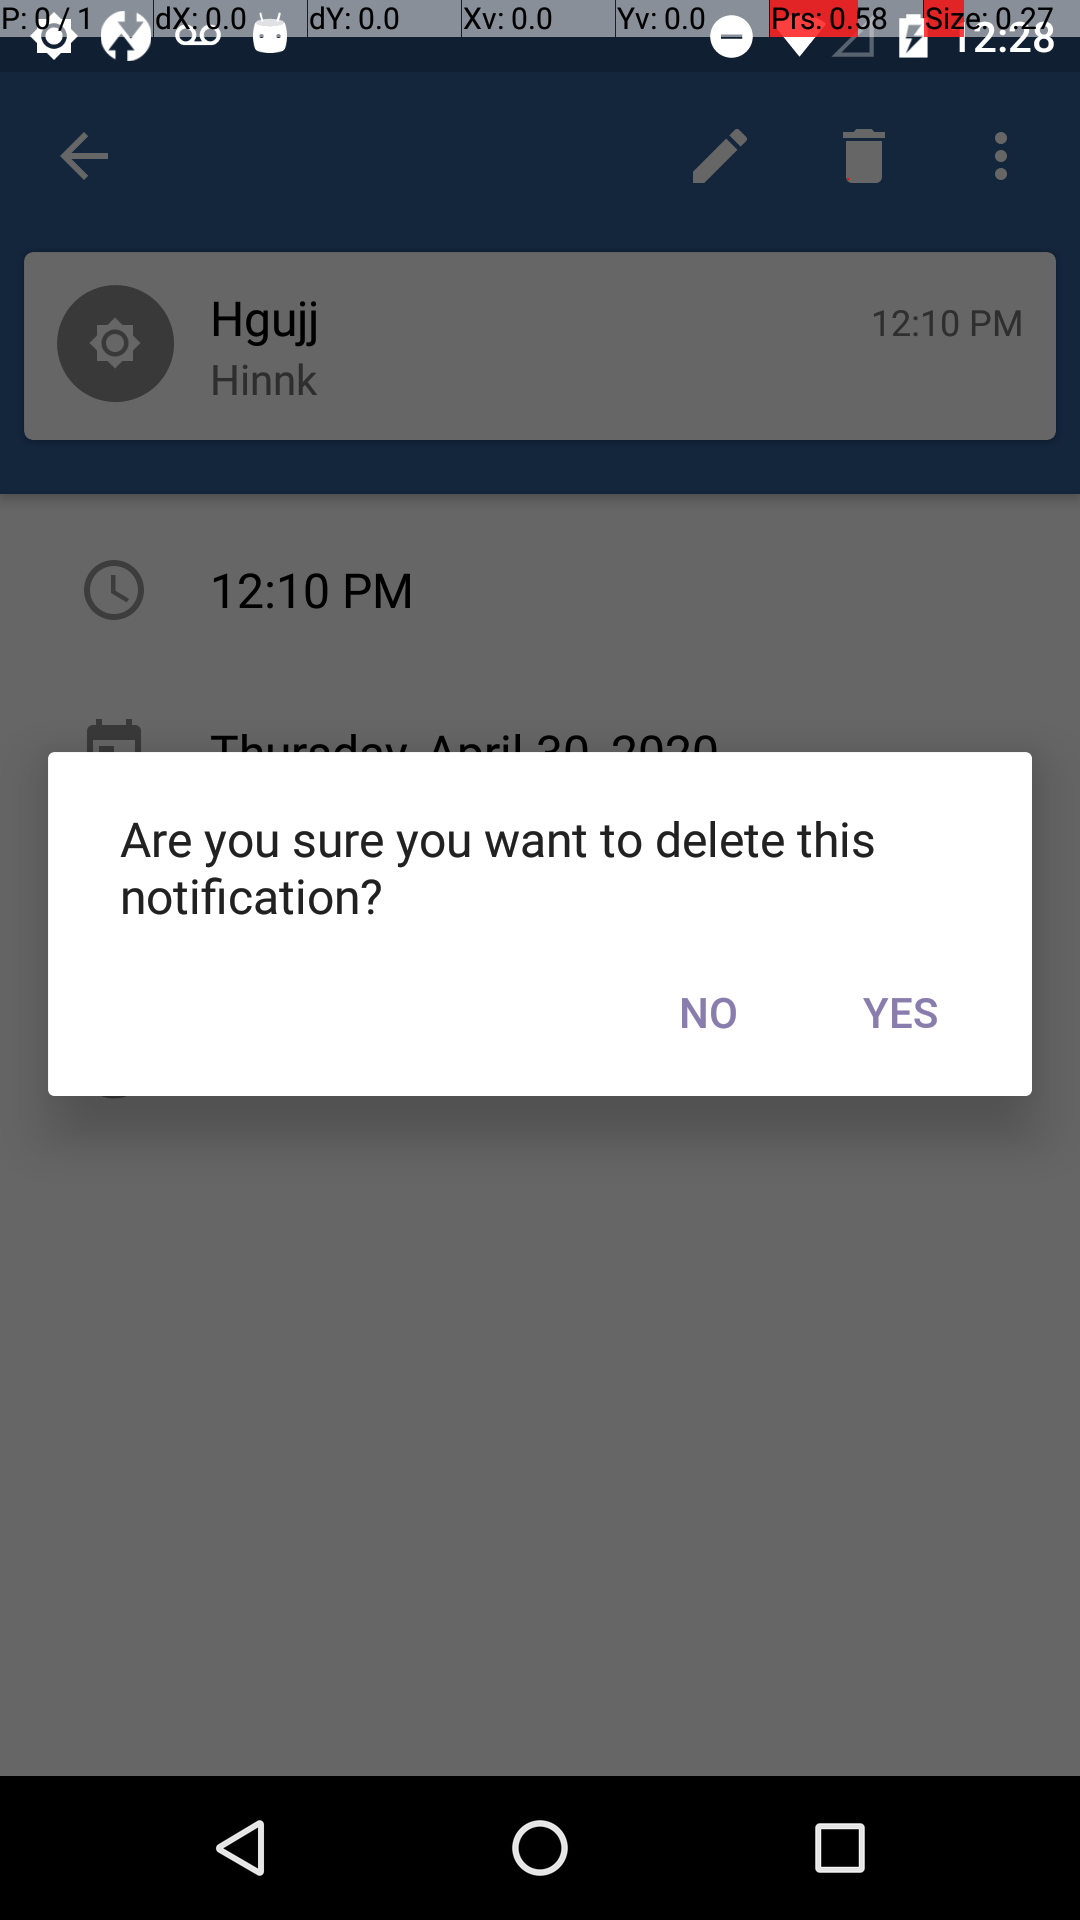 P: 0 / 1 dX: 0.0 dY: 0.0 Xv: 0.0 Yv: 0.0 Prs: 0.58 Size: 0.27
12:28
Hgujj 12:10 PM
Hinnk
12:10 PM
Thursday, April 30, 2020
Are you sure you want to delete this
notification?
NO YES